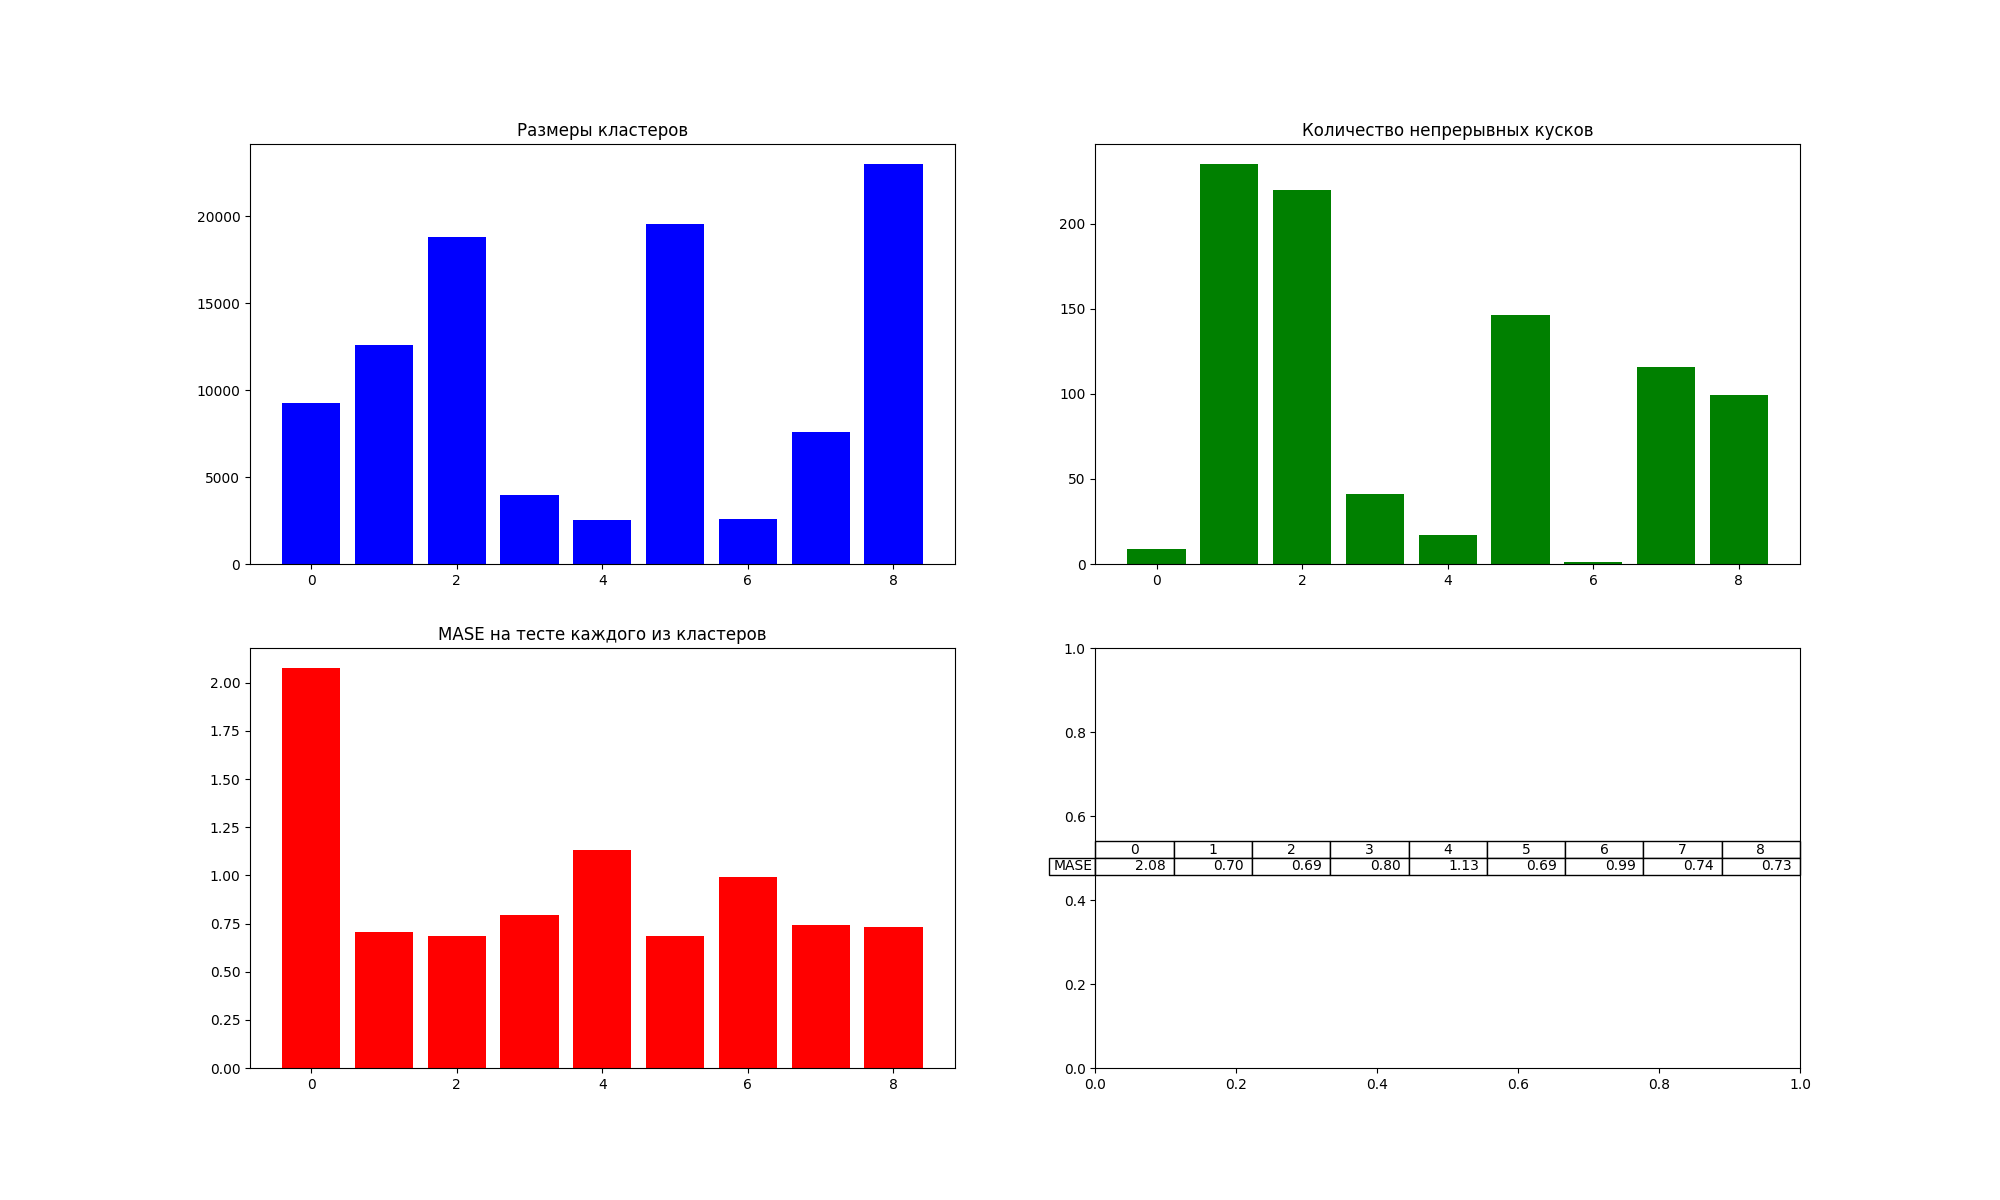 Размеры кластеров
20000
15000
10000
5000
0
0 2 4 6 8
Количество непрерывных кусков
200
150
100
50
0
0 2 4 6 8
MASE на тесте каждого из кластеров
2.00
1.75
1.50
1.25
1.00
0.75
0.50
0.25
0.00
0 2 4 6 8
1.0
0.8
0.6
0 1 2 3 4 5 6 7 8
MASE 2.08 0.70 0.69 0.80 1.13 0.69 0.99 0.74 0.73
0.4
0.2
0.0
0.0 0.2 0.4 0.6 0.8 1.0